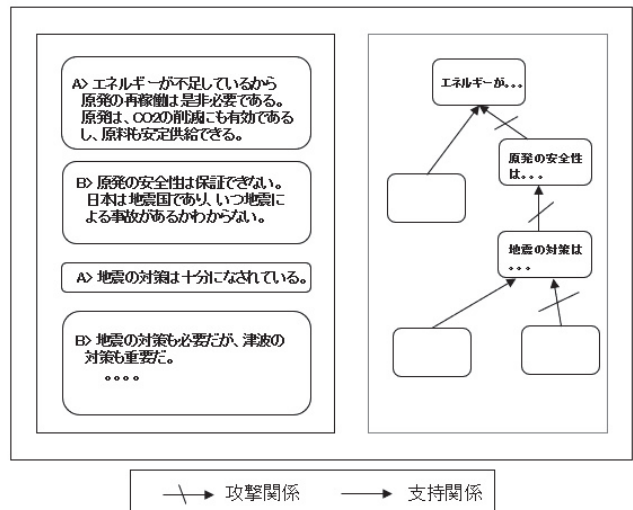 A> エネルギーが不足しているから
原発の再稼働は是非必要である。
原発は、CO2の削減にも有効である
し、原料も安定供給できる。
B> 原発の安全性は保証できない。
日本は地震国であり、いつ地震に
よる事故があるかわからない。
A> 地震の対策は十分になされている。
B> 地震の対策も必要だが、津波の
対策も重要だ。
。。。。
エネルギーが。。。
原発の安全性
は。。。
地震の対策は
。。。
攻撃関係 支持関係